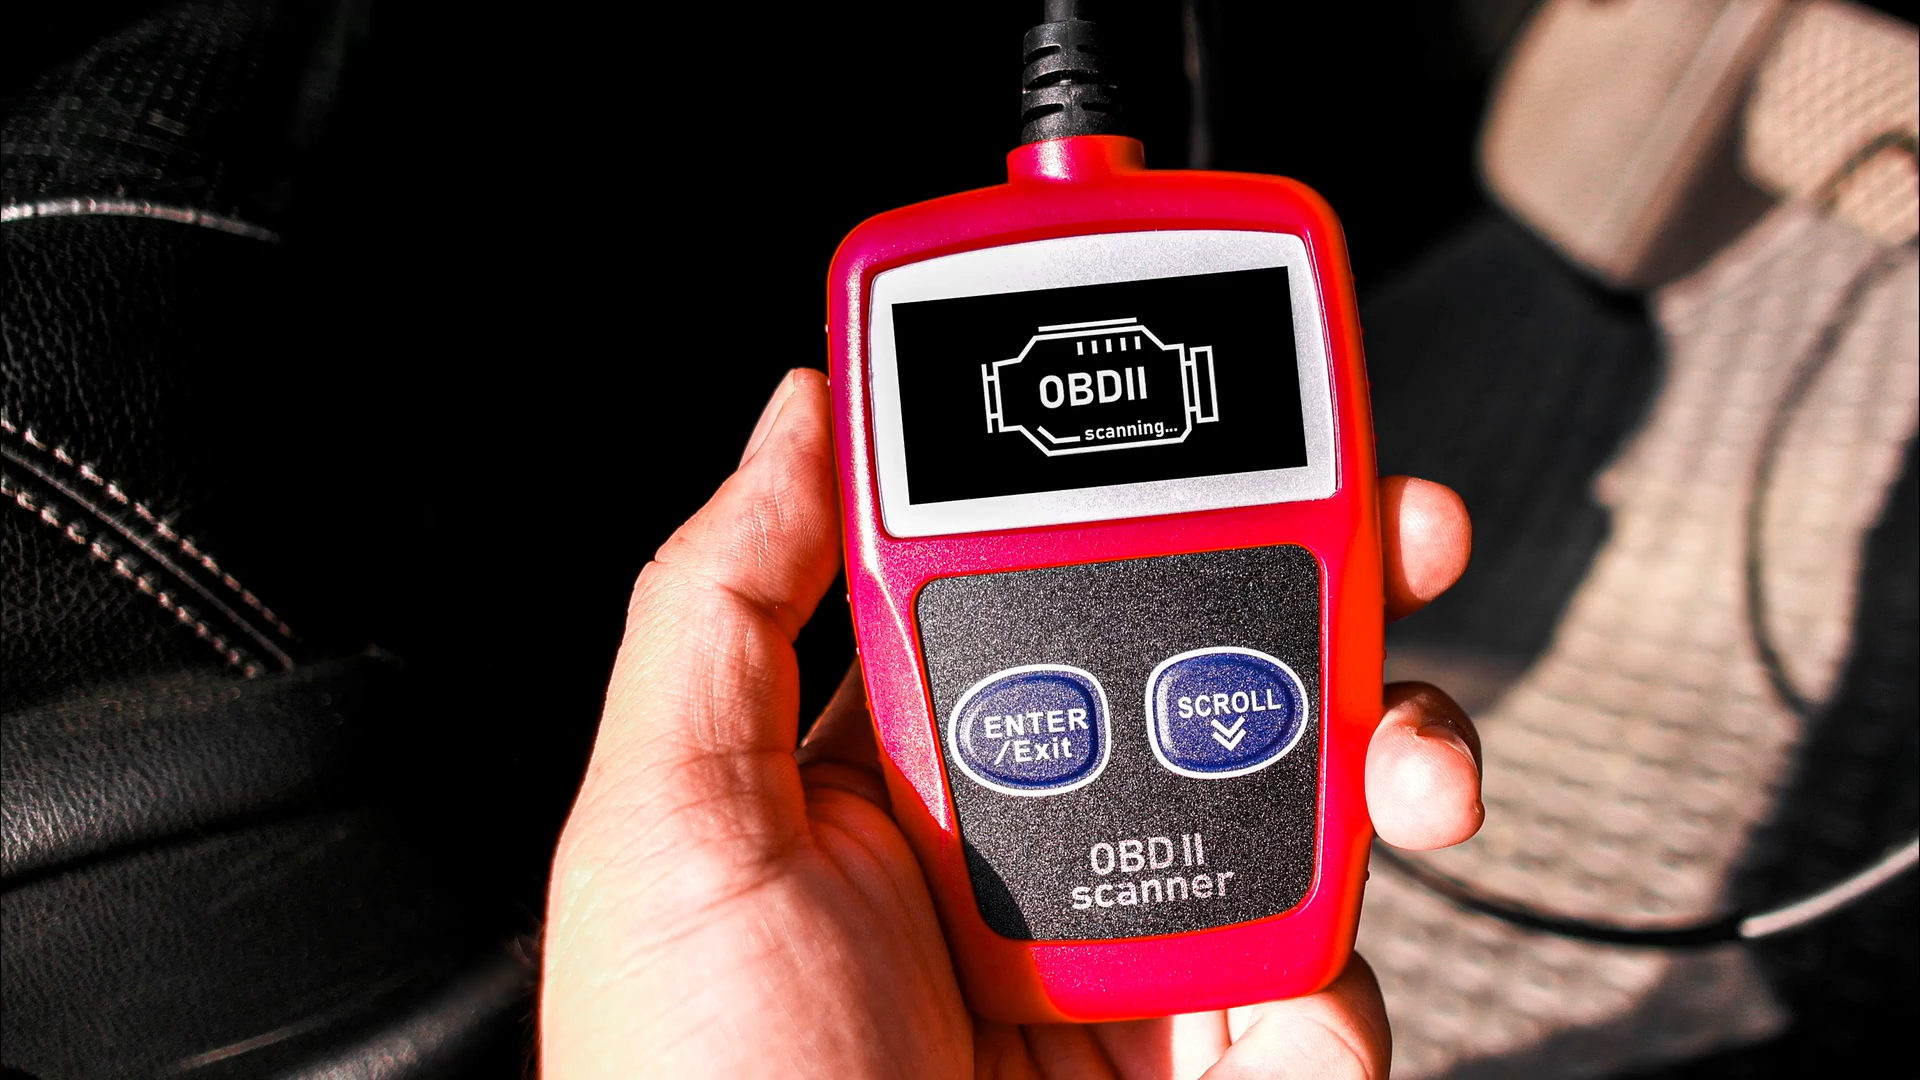 OBDII
scanning...
ENTER
/Exit
SCROLL
OBD II
scanner